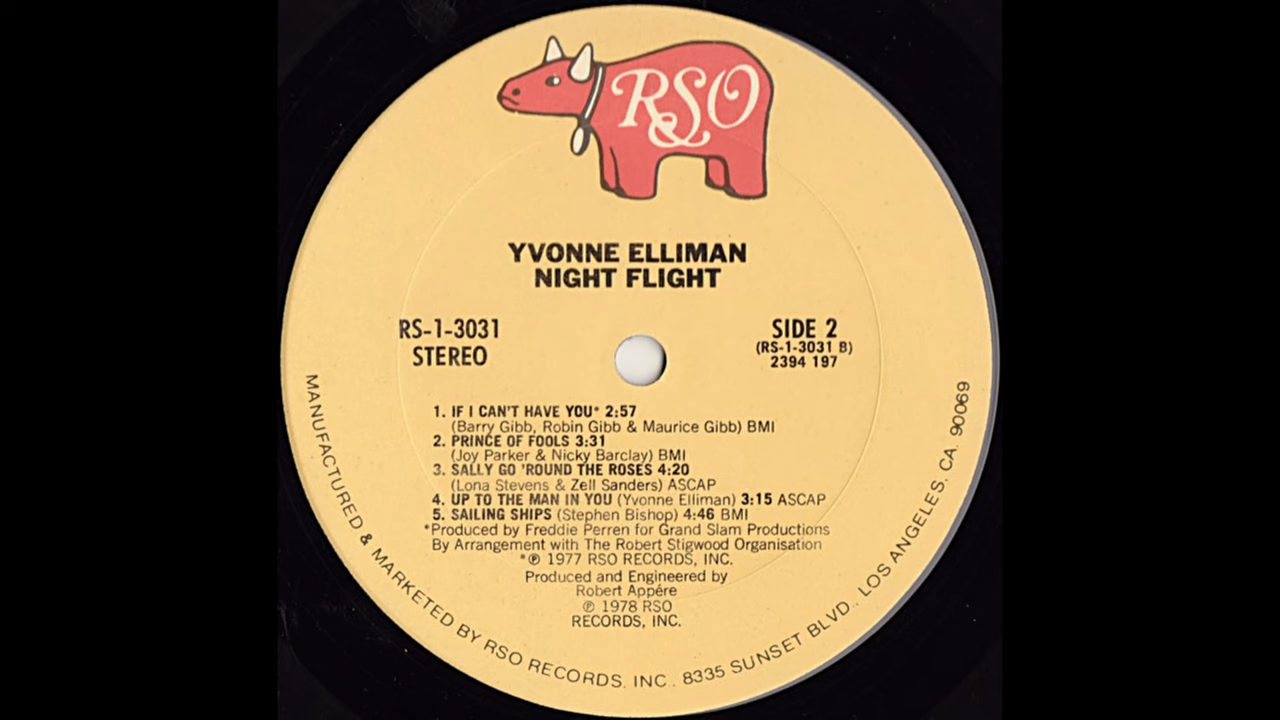 RSO
YVONNE ELLIMAN
NIGHT FLIGHT
RS-1-3031
STEREO
SIDE 2
(RS-1-3031 B)
2394 197
1. IF I CAN'T HAVE YOU* 2:57
(Barry Gibb, Robin Gibb & Maurice Gibb) BMI
2. PRINCE OF FOOLS 3:31
(Joy Parker & Nicky Barclay) BMI
3. SALLY GO 'ROUND THE ROSES 4:20
(Lona Stevens & Zell Sanders) ASCAP
4. UP TO THE MAN IN YOU (Yvonne Elliman) 3:15 ASCAP
5. SAILING SHIPS (Stephen Bishop) 4:46 BMI
*Produced by Freddie Perren for Grand Slam Productions
By Arrangement with The Robert Stigwood Organisation
*℗ 1977 RSO RECORDS, INC.
Produced and Engineered by
Robert Appére
℗ 1978 RSO
RECORDS, INC.
MANUFACTURED & MARKETED BY RSO RECORDS, INC., 8335 SUNSET BLVD., LOS ANGELES, CA. 90069